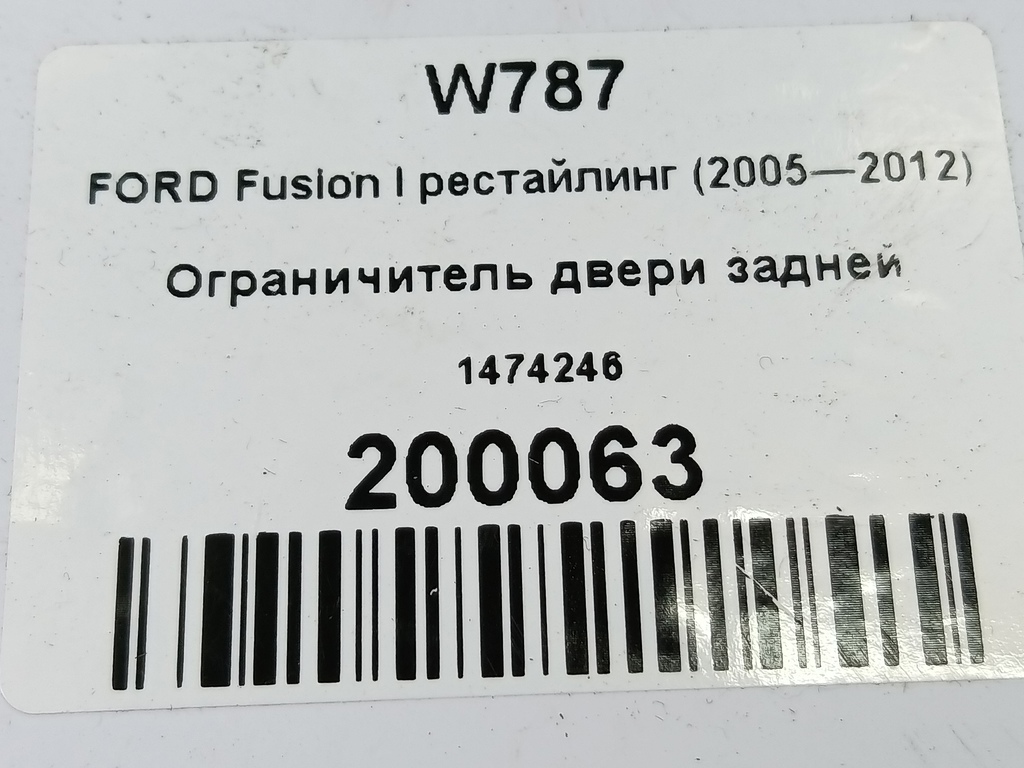 W787
FORD Fusion I рестайлинг (2005—2012)
Ограничитель двери задней
1474246
200063